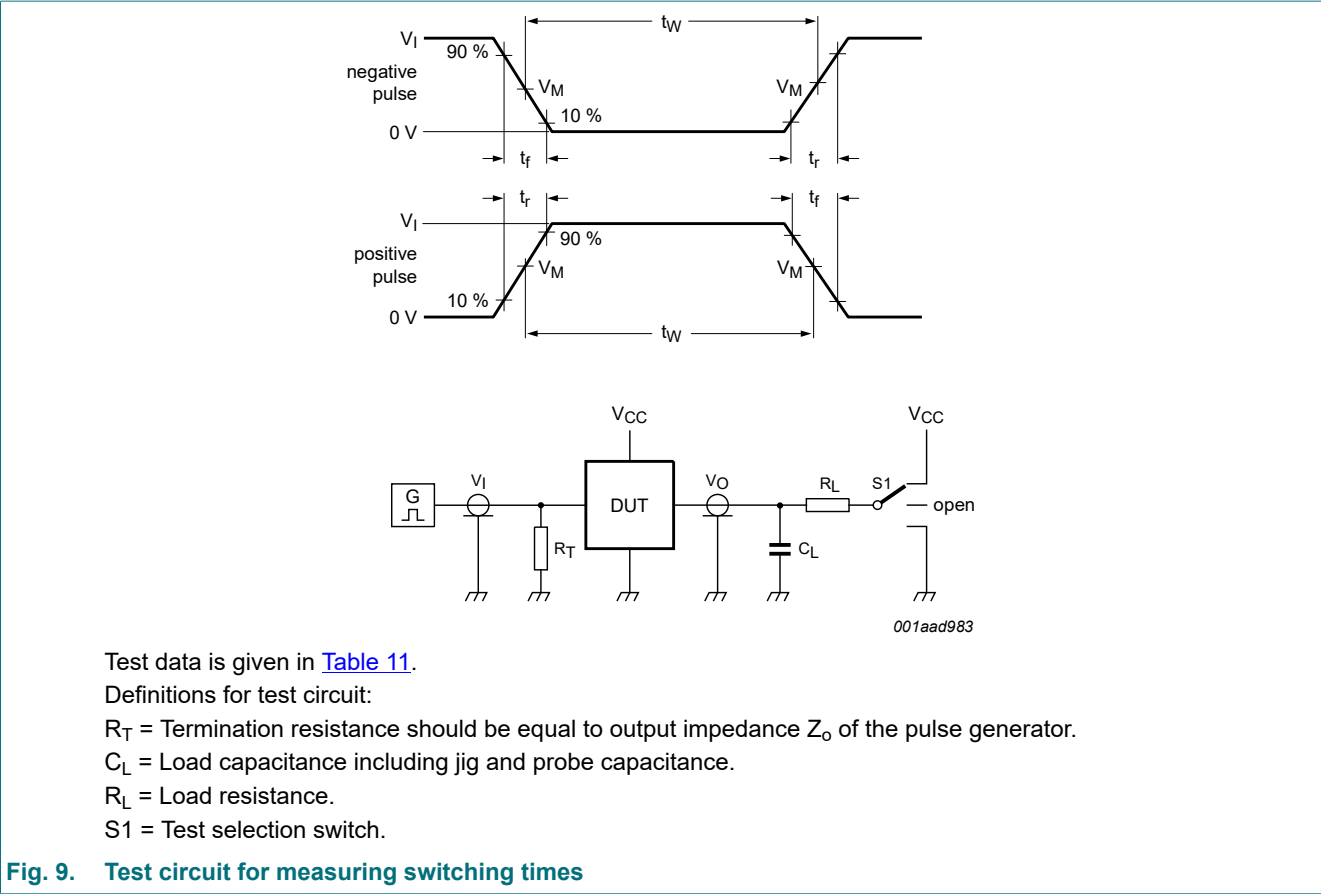 tW
VI
90 %
negative
pulse
VM
VM
10 %
0 V
tf
tr
tr
tf
VI
90 %
positive
pulse
VM
VM
10 %
0 V
tW
VCC
VCC
G
VI
DUT
VO
RL
S1
open
RT
CL
001aad983
Test data is given in Table 11.
Definitions for test circuit:
RT = Termination resistance should be equal to output impedance Zo of the pulse generator.
CL = Load capacitance including jig and probe capacitance.
RL = Load resistance.
S1 = Test selection switch.
Fig. 9. Test circuit for measuring switching times